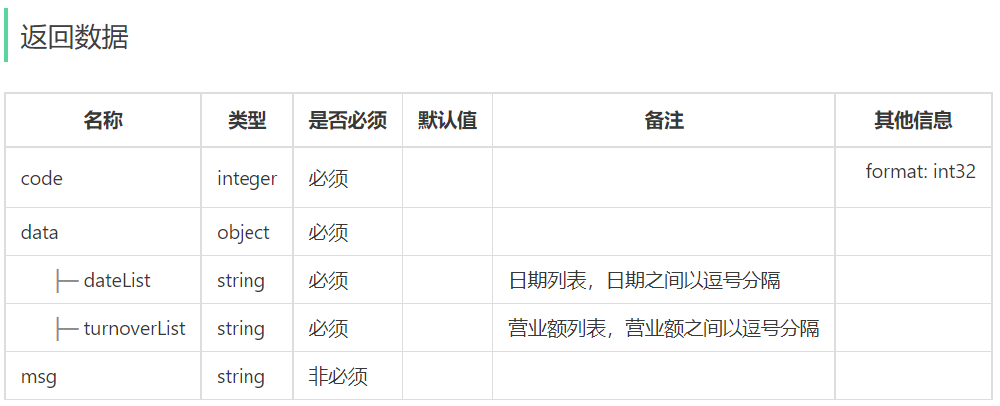 返回数据
名称 类型 是否必须 默认值 备注 其他信息
code integer 必须 format: int32
data object 必须
├─ dateList string 必须 日期列表，日期之间以逗号分隔
├─ turnoverList string 必须 营业额列表，营业额之间以逗号分隔
msg string 非必须